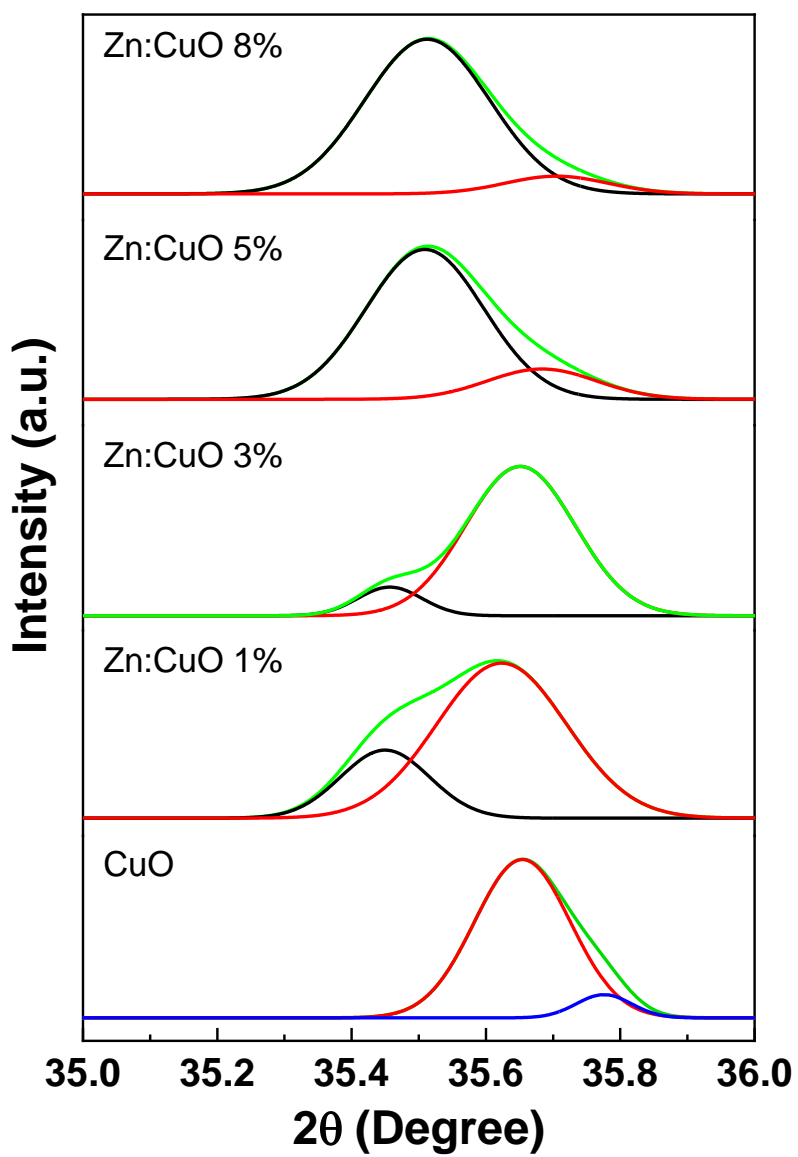 Zn:CuO 8%
Zn:CuO 5%
Zn:CuO 3%
Zn:CuO 1%
CuO
Intensity (a.u.)
35.0 35.2 35.4 35.6 35.8 36.0
2θ (Degree)